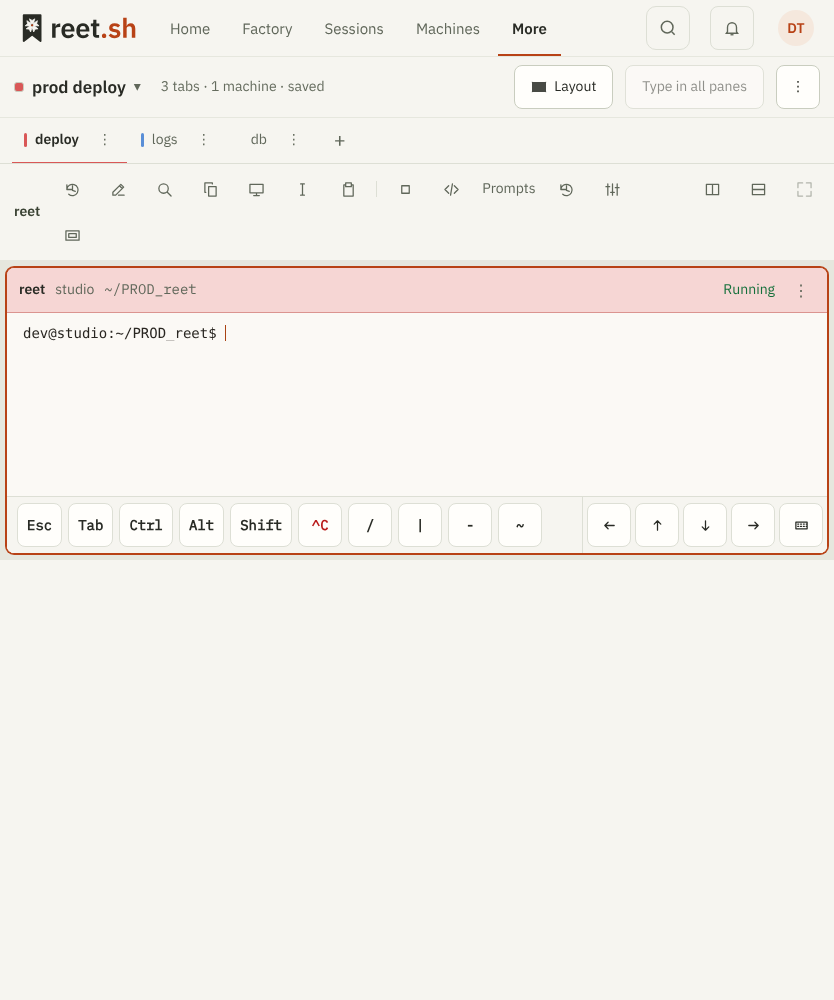 reet.sh Home Factory Sessions Machines More DT
prod deploy ▾ 3 tabs · 1 machine · saved Layout Type in all panes ⋮
deploy ⋮ logs ⋮ db ⋮ +
Prompts
reet
reet studio ~/PROD_reet Running ⋮
dev@studio:~/PROD_reet$
Esc Tab Ctrl Alt Shift ^C / | - ~ ← ↑ ↓ →